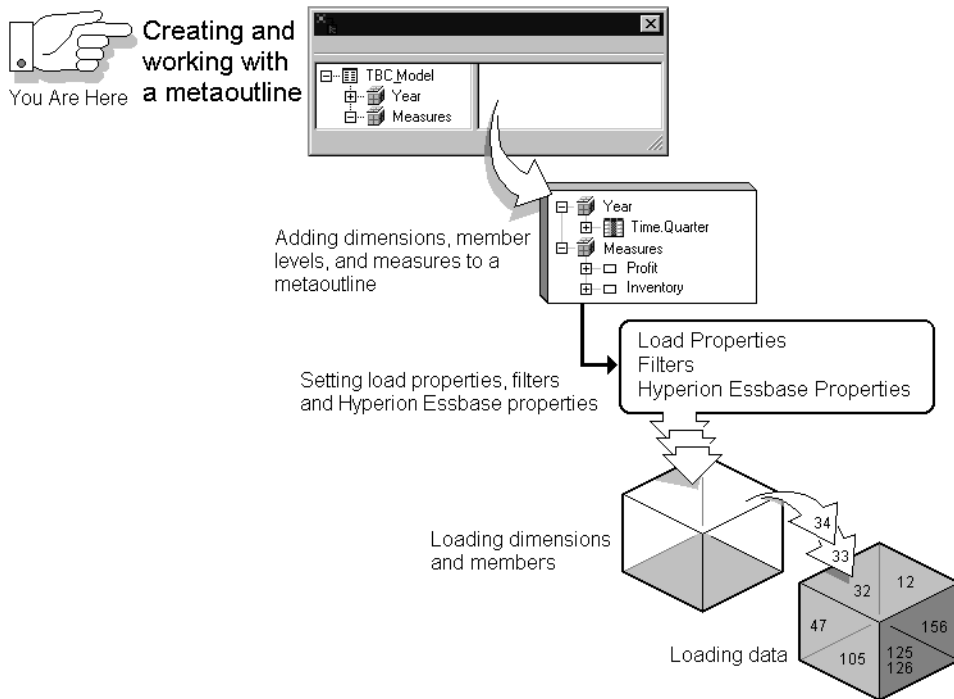 Creating and
working with
a metaoutline
You Are Here
TBC_Model
Year
Measures
Adding dimensions, member
levels, and measures to a
metaoutline
Year
Time.Quarter
Measures
Profit
Inventory
Setting load properties, filters
and Hyperion Essbase properties
Load Properties
Filters
Hyperion Essbase Properties
Loading dimensions
and members
34
33
32
12
47
156
105
125
126
Loading data